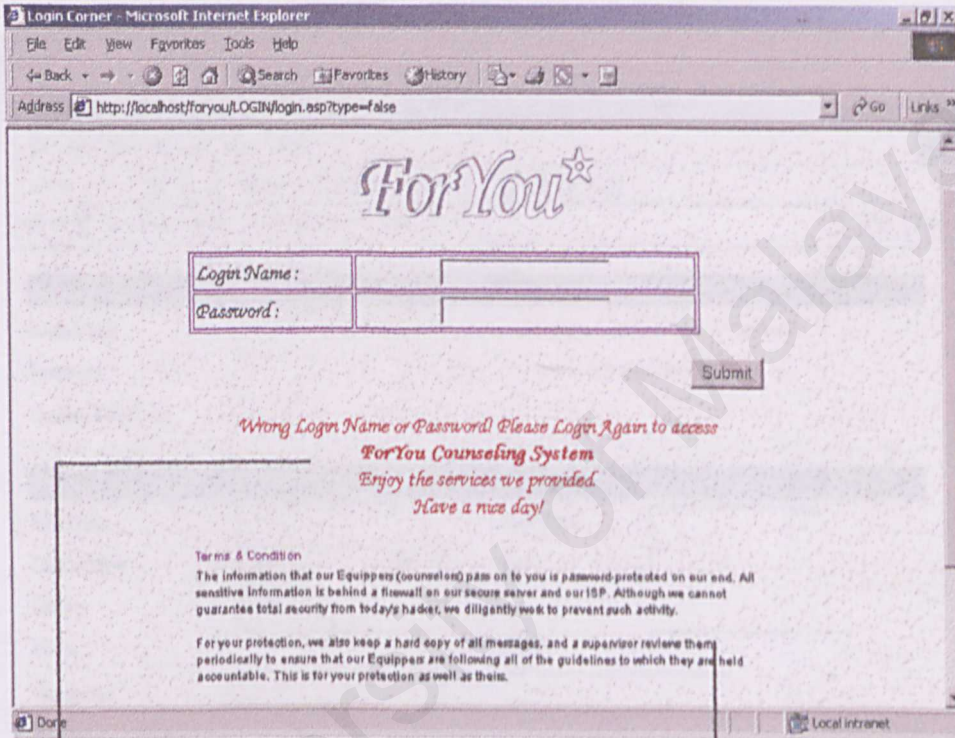 Login Corner - Microsoft Internet Explorer
File Edit View Favorites Tools Help
Back Search Favorites History
Address http://localhost/foryou/LOGIN/login.asp?type=false Go Links »
ForYou
Login Name :
Password :
Submit
Wrong Login Name or Password! Please Login Again to access
ForYou Counseling System
Enjoy the services we provided
Have a nice day!
Terms & Condition
The information that our Equippers (counselors) pass on to you is password-protected on our end. All
sensitive information is behind a firewall on our secure server and our ISP. Although we cannot
guarantee total security from today's hacker, we diligently work to prevent such activity.
For your protection, we also keep a hard copy of all messages, and a supervisor reviews them
periodically to ensure that our Equippers are following all of the guidelines to which they are held
accountable. This is for your protection as well as theirs.
Done Local intranet
ersity of Malaya